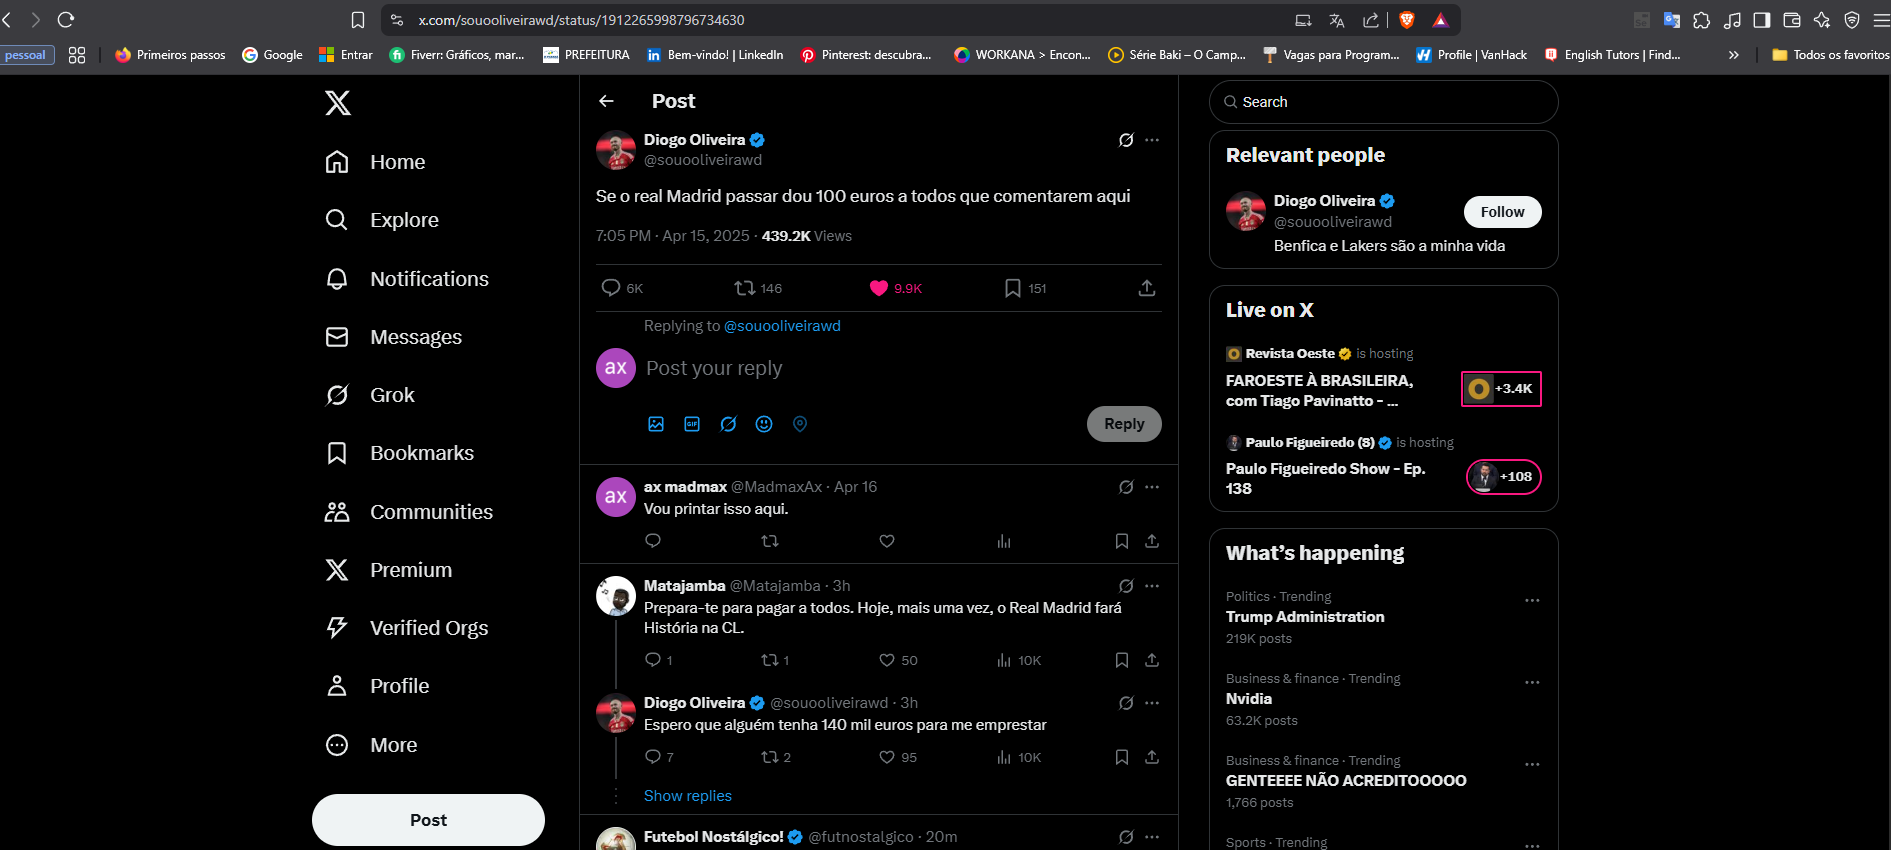 x.com/souooliveirawd/status/1912265998796734630
pessoal
Primeiros passos
Google
Entrar
Fiverr: Gráficos, mar...
PREFEITURA
Bem-vindo! | LinkedIn
Pinterest: descubra...
WORKANA > Encon...
Série Baki – O Camp...
Vagas para Program...
Profile | VanHack
English Tutors | Find...
»
Todos os favoritos
Home
Explore
Notifications
Messages
Grok
Bookmarks
Communities
Premium
Verified Orgs
Profile
More
Post
Post
Diogo Oliveira
@souooliveirawd
Se o real Madrid passar dou 100 euros a todos que comentarem aqui
7:05 PM · Apr 15, 2025 · 439.2K Views
6K
146
9.9K
151
Replying to @souooliveirawd
ax
Post your reply
GIF
Reply
ax
ax madmax @MadmaxAx · Apr 16
Vou printar isso aqui.
Matajamba @Matajamba · 3h
Prepara-te para pagar a todos. Hoje, mais uma vez, o Real Madrid fará
História na CL.
1
1
50
10K
Diogo Oliveira @souooliveirawd · 3h
Espero que alguém tenha 140 mil euros para me emprestar
7
2
95
10K
Show replies
Futebol Nostálgico! @futnostalgico · 20m
Search
Relevant people
Diogo Oliveira
@souooliveirawd
Follow
Benfica e Lakers são a minha vida
Live on X
Revista Oeste is hosting
FAROESTE À BRASILEIRA,
com Tiago Pavinatto - ...
+3.4K
Paulo Figueiredo (8) is hosting
Paulo Figueiredo Show - Ep.
138
+108
What's happening
Politics · Trending
Trump Administration
219K posts
Business & finance · Trending
Nvidia
63.2K posts
Business & finance · Trending
GENTEEEE NÃO ACREDITOOOOO
1,766 posts
Sports · Trending